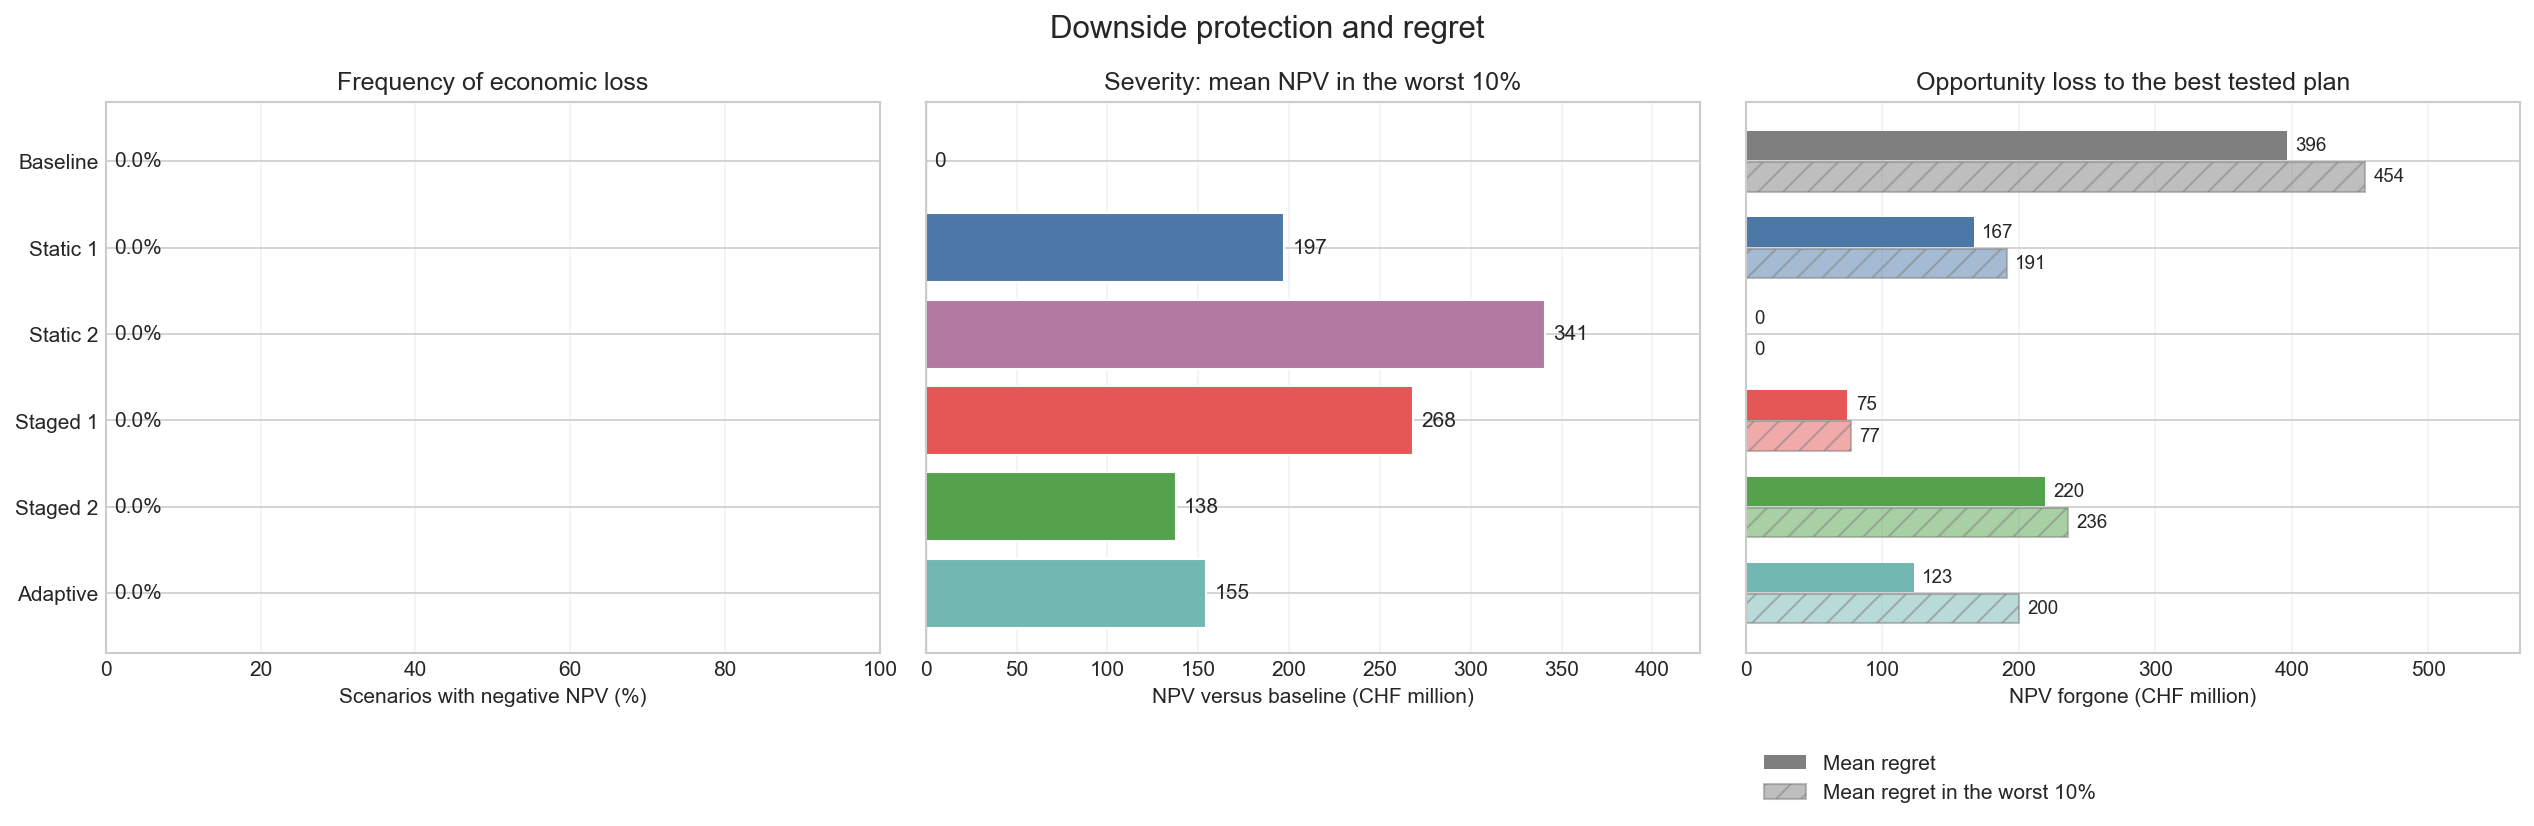 Downside protection and regret
Frequency of economic loss
Baseline 0.0%
Static 1 0.0%
Static 2 0.0%
Staged 1 0.0%
Staged 2 0.0%
Adaptive 0.0%
0 20 40 60 80 100
Scenarios with negative NPV (%)
Severity: mean NPV in the worst 10%
0
197
341
268
138
155
0 50 100 150 200 250 300 350 400
NPV versus baseline (CHF million)
Opportunity loss to the best tested plan
396
454
167
191
0
0
75
77
220
236
123
200
0 100 200 300 400 500
NPV forgone (CHF million)
Mean regret
Mean regret in the worst 10%